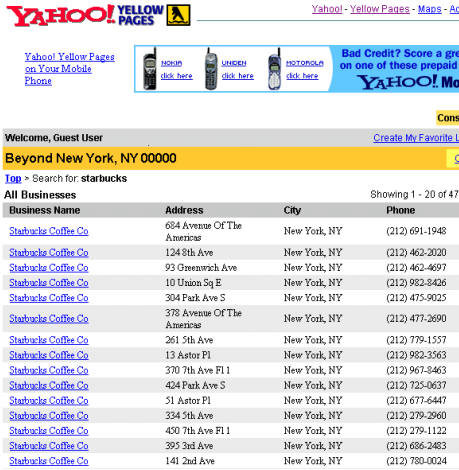 YAHOO! YELLOW PAGES
Yahoo! - Yellow Pages - Maps -
Yahoo! Yellow Pages
on Your Mobile
Phone
NOKIA
click here
UNIDEN
click here
MOTOROLA
click here
Bad Credit? Score a
on one of these prepaid
YAHOO!
Welcome, Guest User
Create My Favorite
Beyond New York, NY 00000
Top > Search for: starbucks
All Businesses Showing 1 - 20 of 47
Business Name Address City Phone
Starbucks Coffee Co 684 Avenue Of The Americas New York, NY (212) 691-1948
Starbucks Coffee Co 124 8th Ave New York, NY (212) 462-2020
Starbucks Coffee Co 93 Greenwich Ave New York, NY (212) 462-4697
Starbucks Coffee Co 10 Union Sq E New York, NY (212) 982-8426
Starbucks Coffee Co 304 Park Ave S New York, NY (212) 475-9025
Starbucks Coffee Co 378 Avenue Of The Americas New York, NY (212) 477-2690
Starbucks Coffee Co 261 5th Ave New York, NY (212) 779-1557
Starbucks Coffee Co 13 Astor Pl New York, NY (212) 982-3563
Starbucks Coffee Co 370 7th Ave Fl 1 New York, NY (212) 967-8463
Starbucks Coffee Co 424 Park Ave S New York, NY (212) 725-0637
Starbucks Coffee Co 51 Astor Pl New York, NY (212) 677-6447
Starbucks Coffee Co 334 5th Ave New York, NY (212) 279-2960
Starbucks Coffee Co 450 7th Ave Fl 1 New York, NY (212) 279-1122
Starbucks Coffee Co 395 3rd Ave New York, NY (212) 686-2483
Starbucks Coffee Co 141 2nd Ave New York, NY (212) 780-0024